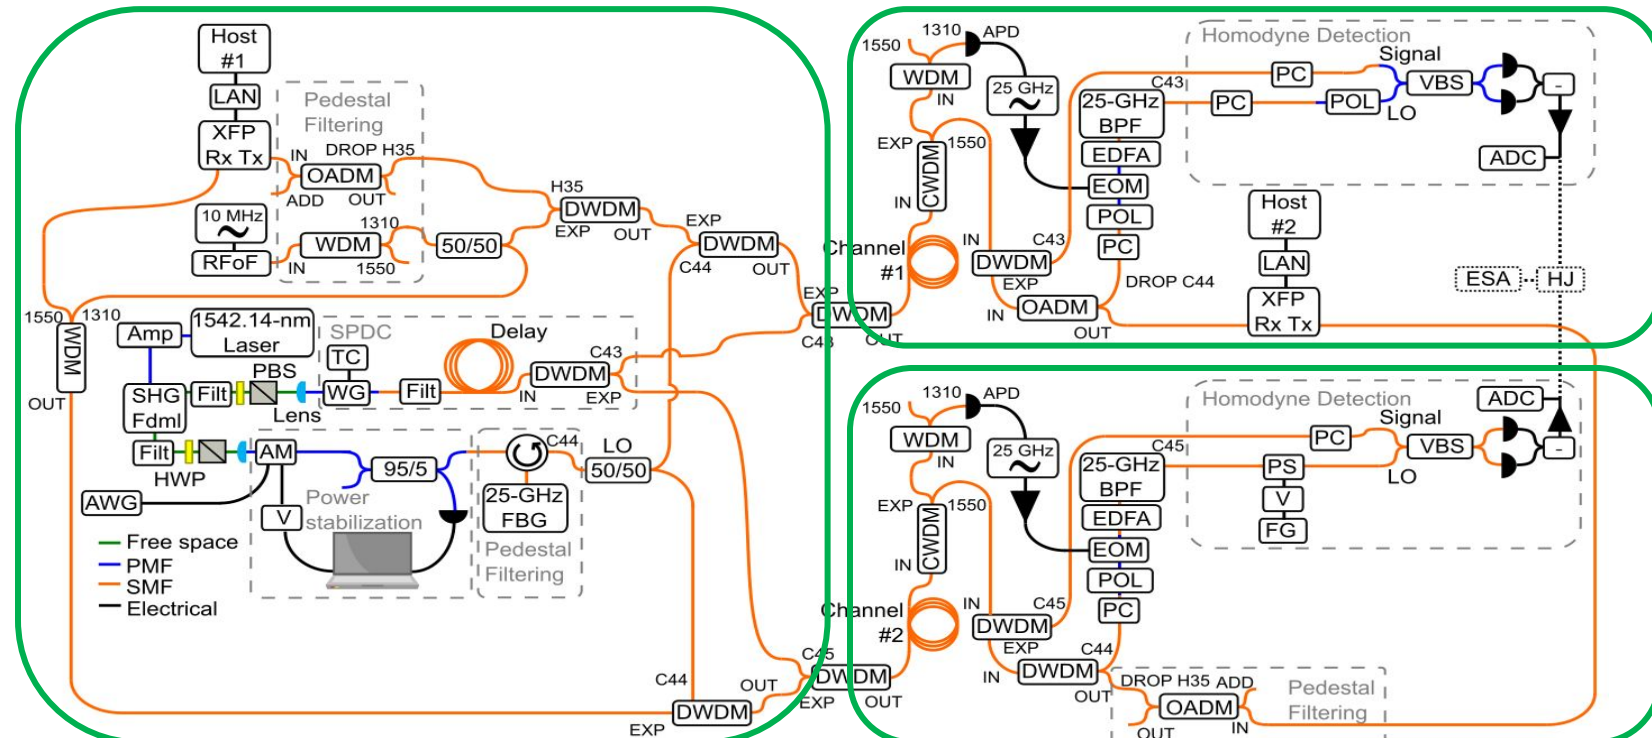 Host
#1
LAN
XFP
Rx Tx
Pedestal
Filtering
IN
DROP H35
OADM
ADD
OUT
10 MHz
RFoF
1310
WDM
IN
1550
50/50
H35
DWDM
EXP
OUT
EXP
DWDM
C44
OUT
1550
1310
WDM
OUT
Amp
1542.14-nm
Laser
SPDC
TC
Delay
PBS
SHG
Fdml
Filt
Lens
WG
Filt
C43
DWDM
IN
EXP
EXP
DWDM
C43
OUT
Filt
HWP
AM
95/5
C44
LO
50/50
AWG
V
Power
stabilization
25-GHz
FBG
Pedestal
Filtering
Free space
PMF
SMF
Electrical
C44
OUT
DWDM
EXP
C45
DWDM
EXP
OUT
1550
1310
APD
WDM
IN
25 GHz
EXP
1550
CWDM
IN
Channel
#1
IN
C43
DWDM
EXP
IN
OADM
OUT
DROP C44
C43
25-GHz
BPF
EDFA
EOM
POL
PC
Homodyne Detection
Signal
PC
PC
POL
LO
VBS
-
ADC
Host
#2
LAN
XFP
Rx Tx
ESA
HJ
1550
1310
APD
WDM
IN
25 GHz
EXP
1550
CWDM
IN
Channel
#2
IN
C45
DWDM
EXP
IN
C44
DWDM
OUT
C45
25-GHz
BPF
EDFA
EOM
POL
PC
Homodyne Detection
Signal
PC
PS
V
FG
LO
VBS
-
ADC
DROP H35
ADD
OADM
OUT
IN
Pedestal
Filtering